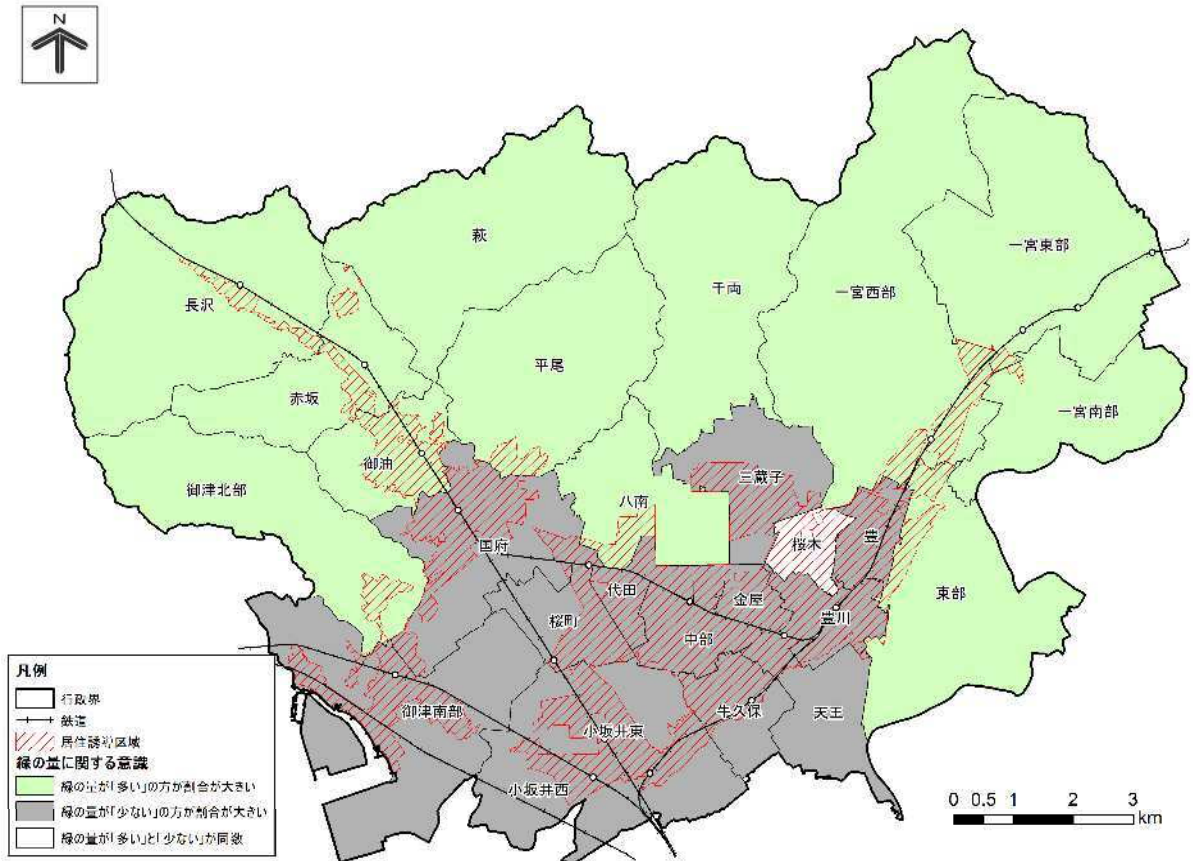 N
萩
一宮東部
千両
一宮西部
長沢
平尾
赤坂
一宮南部
御油
御津北部
三蔵子
八南
豊
桜木
国府
代田
金屋
東部
桜町
豊川
中部
御津南部
牛久保
天王
小坂井東
小坂井西
凡例
行政界
鉄道
居住誘導区域
緑の量に関する意識
緑の量が「多い」の方が割合が大きい
緑の量が「少ない」の方が割合が大きい
緑の量が「多い」と「少ない」が同数
0 0.5 1 2 3
km